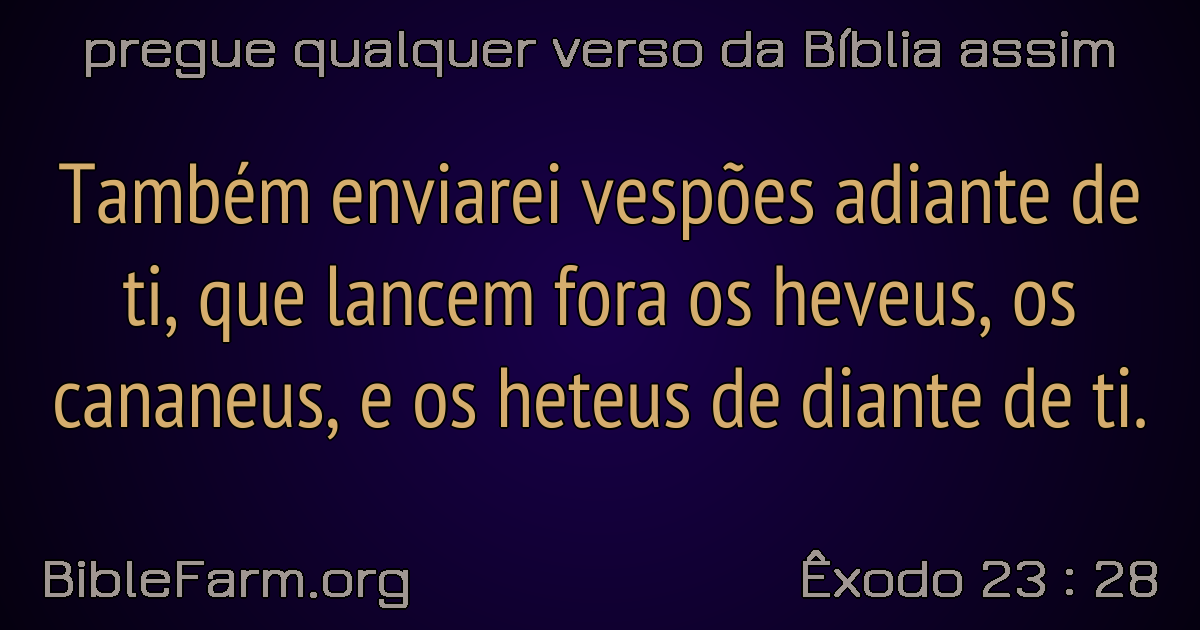 pregue qualquer verso da Bíblia assim
Também enviarei vespões adiante de
ti, que lancem fora os heveus, os
cananeus, e os heteus de diante de ti.
BibleFarm.org
Êxodo 23 : 28